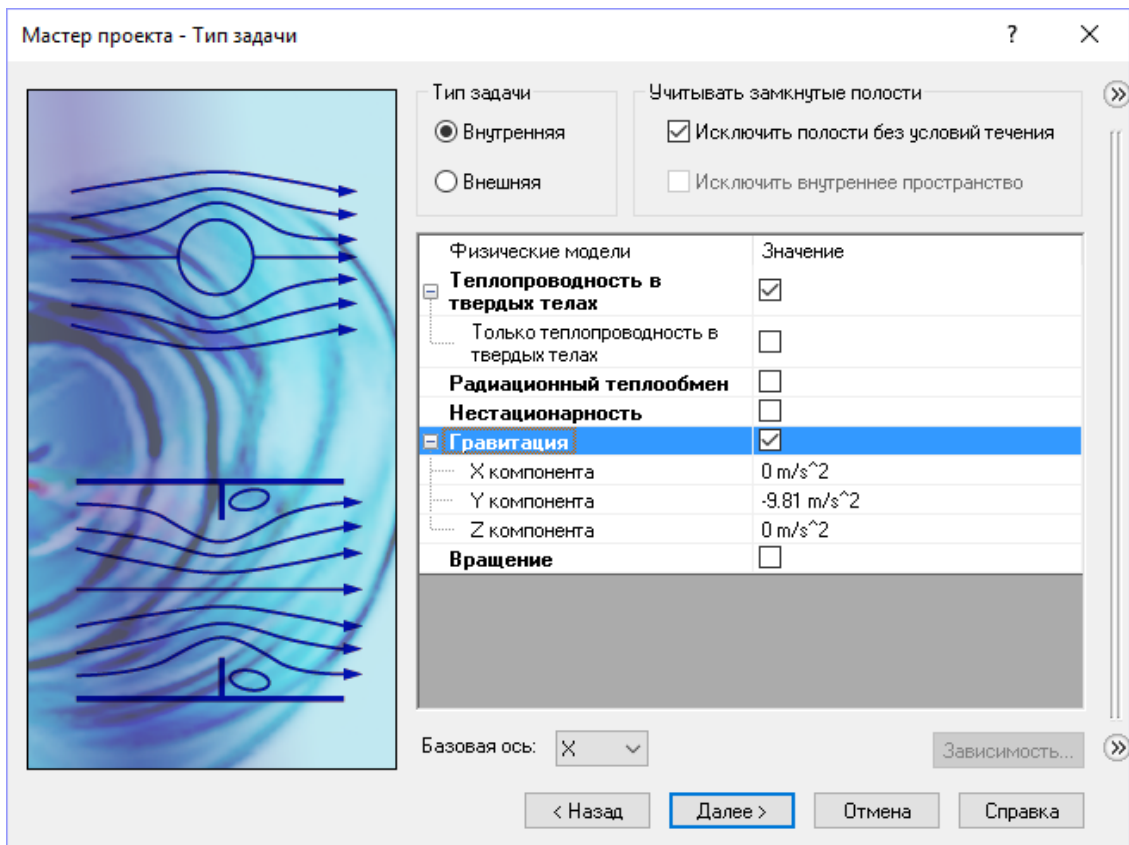 Мастер проекта - Тип задачи
?
Тип задачи
Внутренняя
Внешняя
Учитывать замкнутые полости
Исключить полости без условий течения
Исключить внутреннее пространство
Физические модели Значение
Теплопроводность в
твердых телах
Только теплопроводность в
твердых телах
Радиационный теплообмен
Нестационарность
Гравитация
X компонента 0 m/s^2
Y компонента -9.81 m/s^2
Z компонента 0 m/s^2
Вращение
Базовая ось: X
Зависимость...
< Назад Далее > Отмена Справка